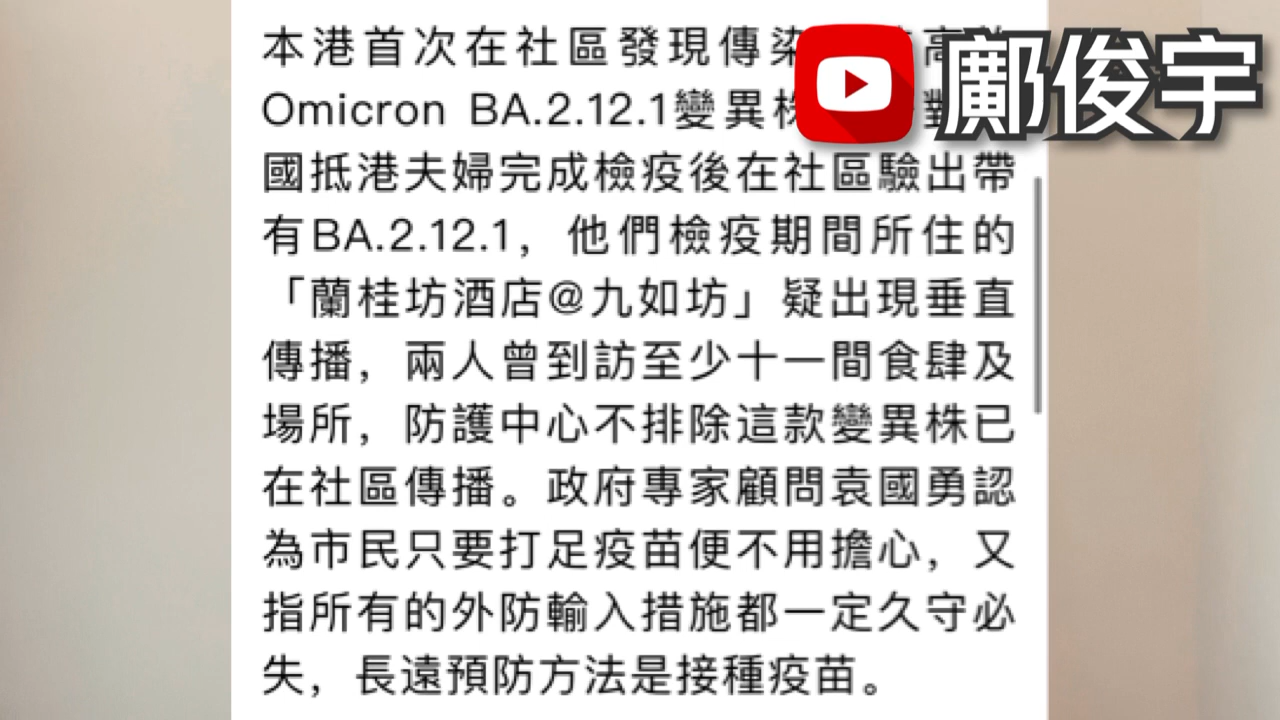 本港首次在社區發現傳染
鄺俊宇
Omicron BA.2.12.1變異
國抵港夫婦完成檢疫後在社區驗出帶
有BA.2.12.1，他們檢疫期間所住的
「蘭桂坊酒店@九如坊」疑出現垂直
傳播，兩人曾到訪至少十一間食肆及
場所，防護中心不排除這款變異株已
在社區傳播。政府專家顧問袁國勇認
為市民只要打足疫苗便不用擔心，又
指所有的外防輸入措施都一定久守必
失，長遠預防方法是接種疫苗。